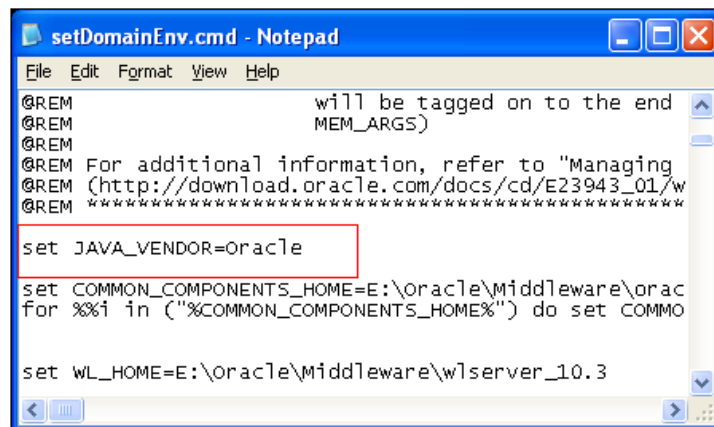 setDomainEnv.cmd - Notepad
File Edit Format View Help
@REM will be tagged on to the end
@REM MEM_ARGS)
@REM
@REM For additional information, refer to "Managing
@REM (http://download.oracle.com/docs/cd/E23943_01/w
@REM ***********************************************
set JAVA_VENDOR=Oracle
set COMMON_COMPONENTS_HOME=E:\Oracle\Middleware\orac
for %%i in ("%COMMON_COMPONENTS_HOME%") do set COMMO
set WL_HOME=E:\Oracle\Middleware\wlserver_10.3